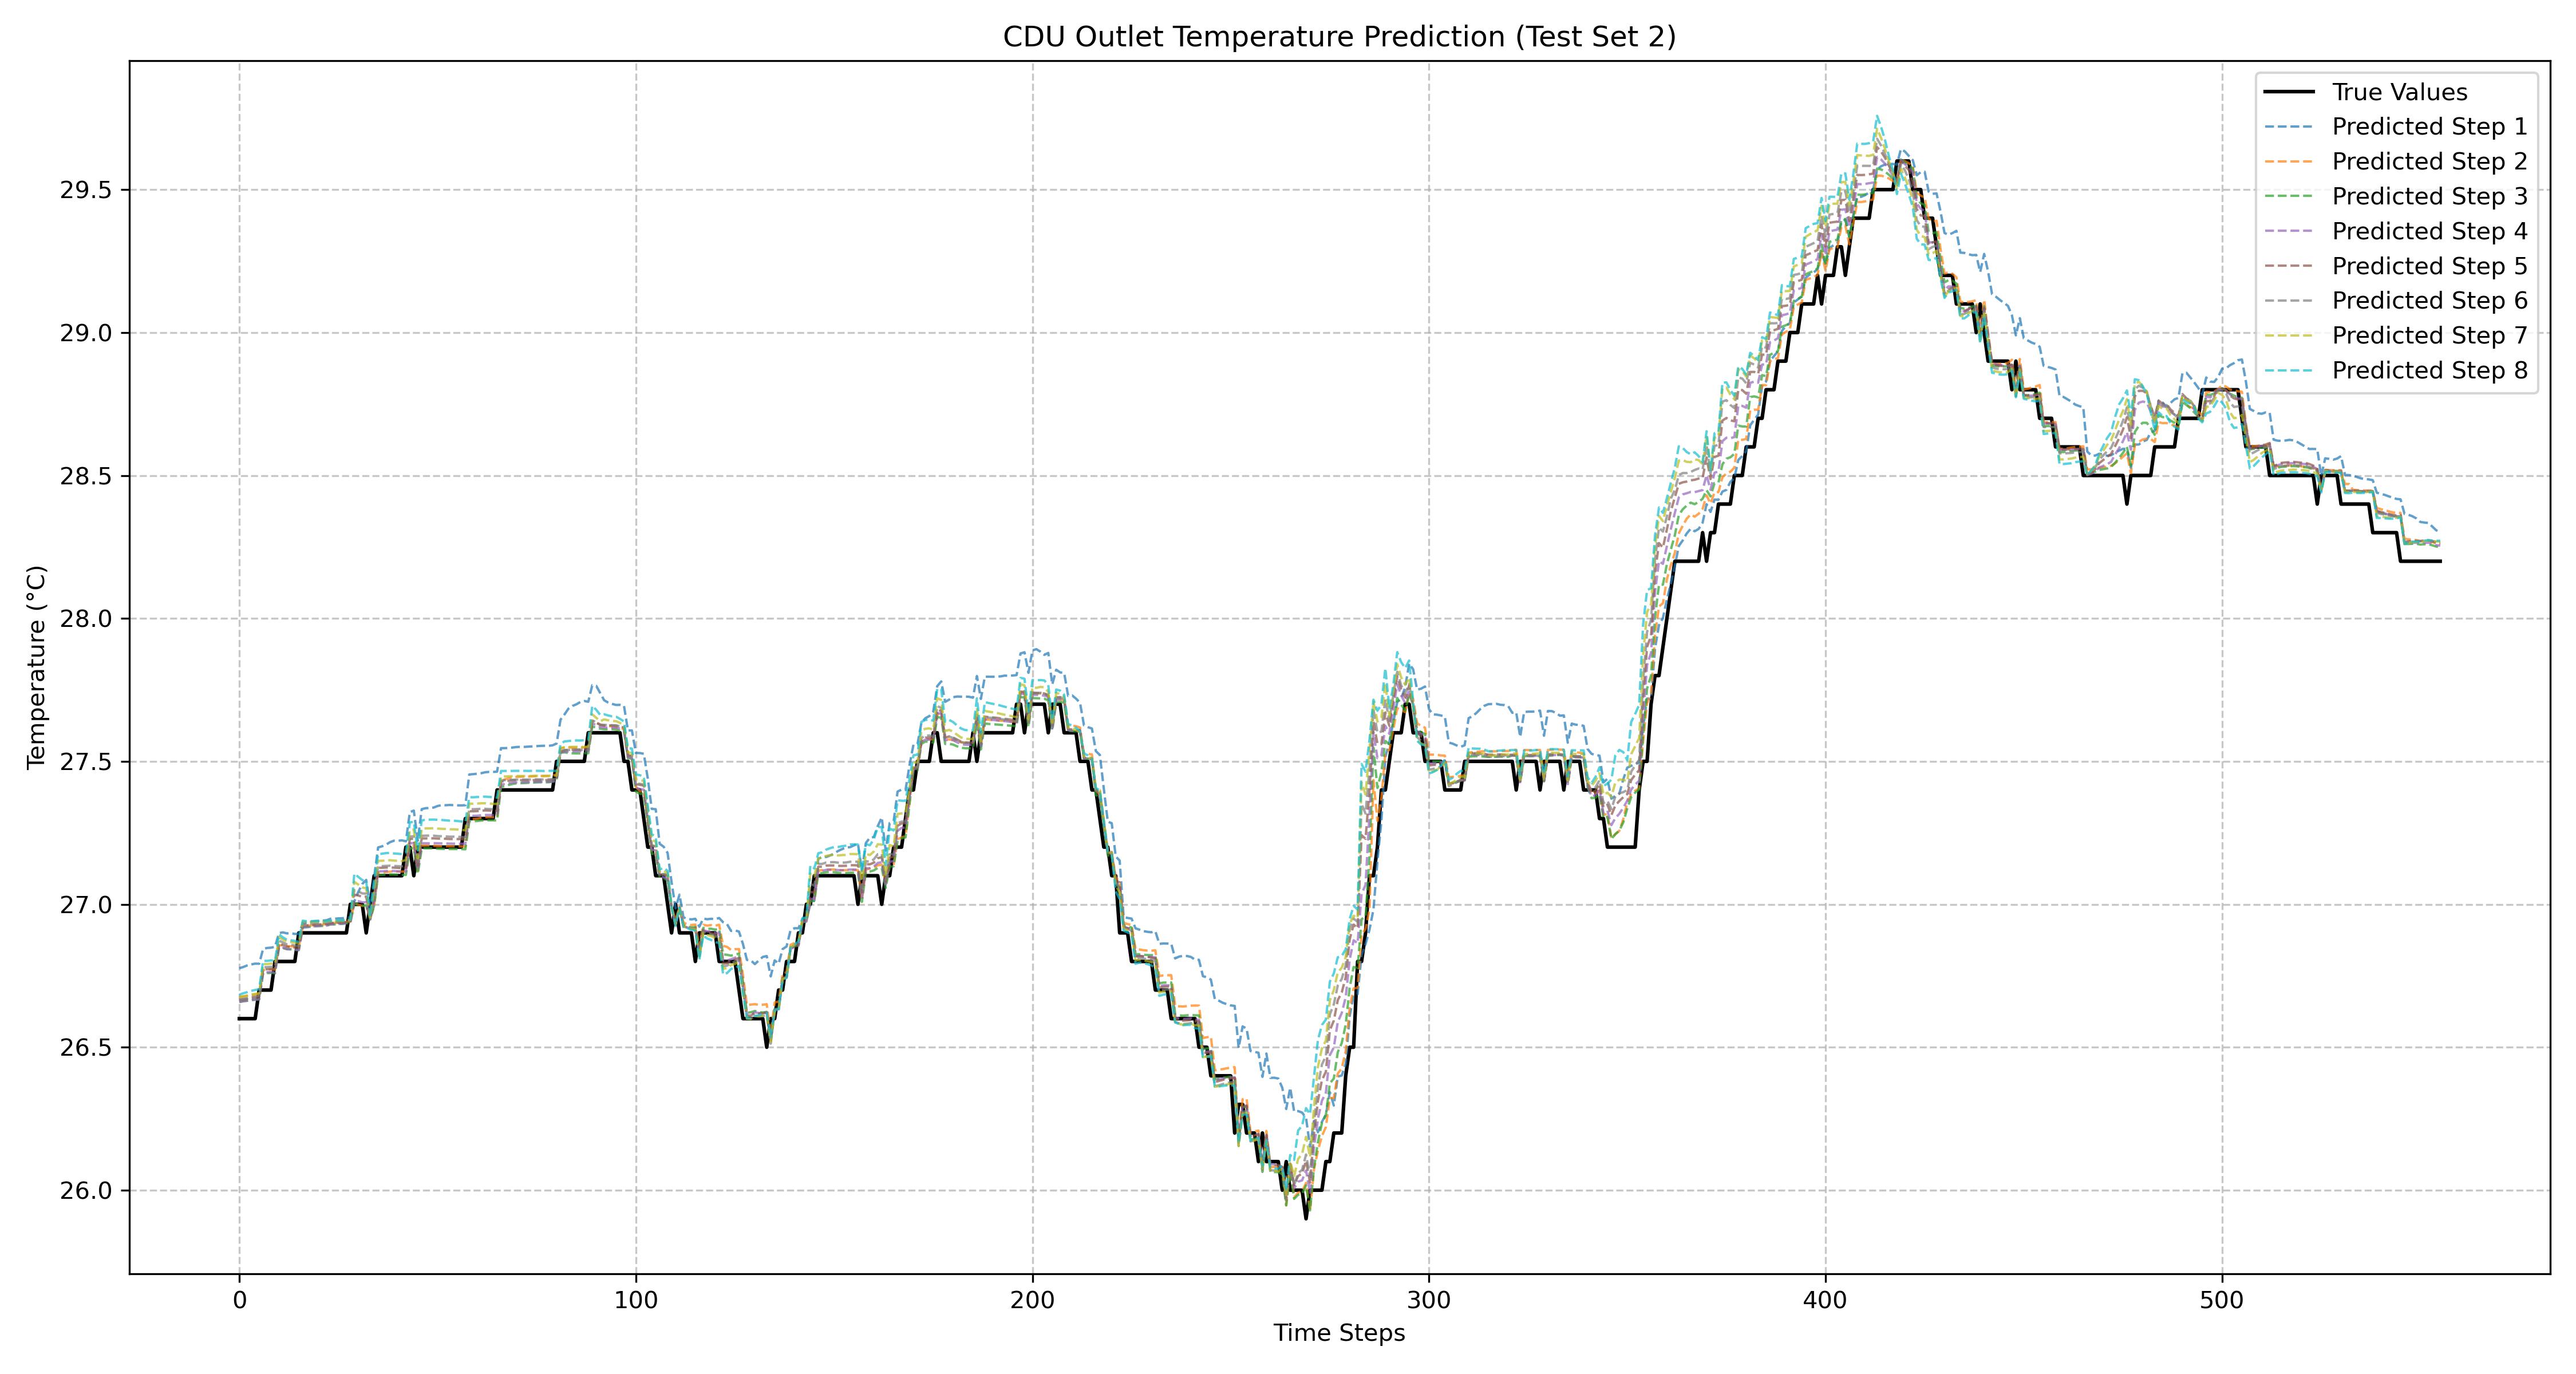 CDU Outlet Temperature Prediction (Test Set 2)
True Values
Predicted Step 1
Predicted Step 2
Predicted Step 3
Predicted Step 4
Predicted Step 5
Predicted Step 6
Predicted Step 7
Predicted Step 8
Temperature (°C)
29.5
29.0
28.5
28.0
27.5
27.0
26.5
26.0
0 100 200 300 400 500
Time Steps